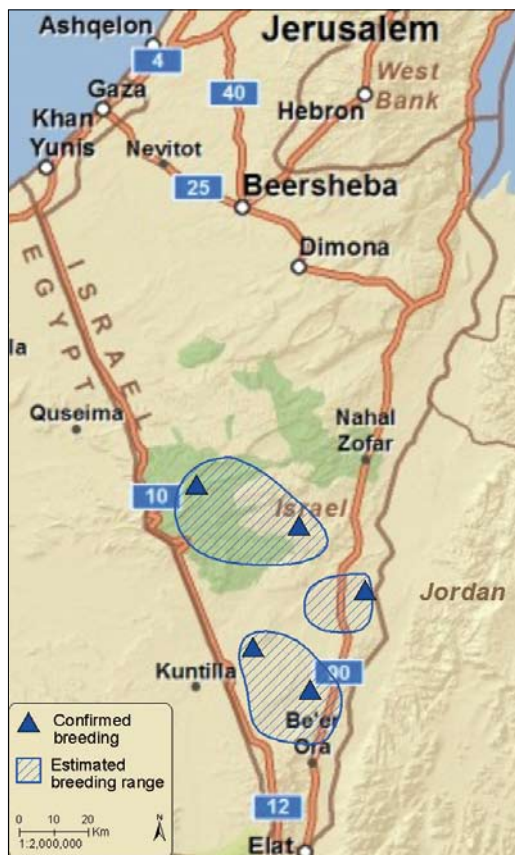 Ashqelon
Jerusalem
4
West
Bank
Gaza
40
Hebron
Khan
Yunis
Nevitot
25
Beersheba
Dimona
ISRAEL
EGYPT
la
Quseima
Nahal
Zofar
10
Israel
Jordan
Kuntilla
90
Be'er
Ora
12
Elat
Confirmed
breeding
Estimated
breeding range
0 10 20
Km
1:2,000,000
N